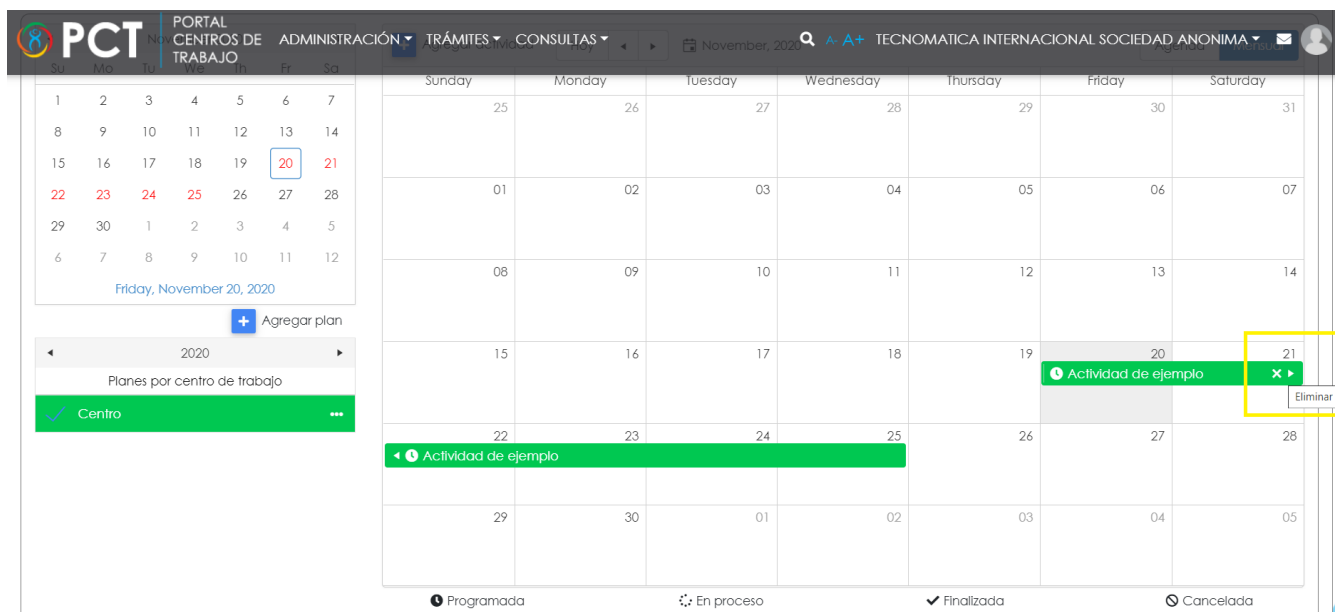 PCT
PORTAL
CENTROS DE
TRABAJO
ADMINISTRACIÓN TRÁMITES CONSULTAS A- A+ TECNOMATICA INTERNACIONAL SOCIEDAD ANONIMA
Agregar actividad Hoy November, 2020 Agenda Mensual
Su Mo Tu We Th Fr Sa
1 2 3 4 5 6 7
8 9 10 11 12 13 14
15 16 17 18 19 20 21
22 23 24 25 26 27 28
29 30 1 2 3 4 5
6 7 8 9 10 11 12
Friday, November 20, 2020
+ Agregar plan
2020
Planes por centro de trabajo
Centro
Sunday Monday Tuesday Wednesday Thursday Friday Saturday
25 26 27 28 29 30 31
01 02 03 04 05 06 07
08 09 10 11 12 13 14
15 16 17 18 19 20 21
Actividad de ejemplo
Eliminar
22 23 24 25 26 27 28
Actividad de ejemplo
29 30 01 02 03 04 05
Programada En proceso Finalizada Cancelada